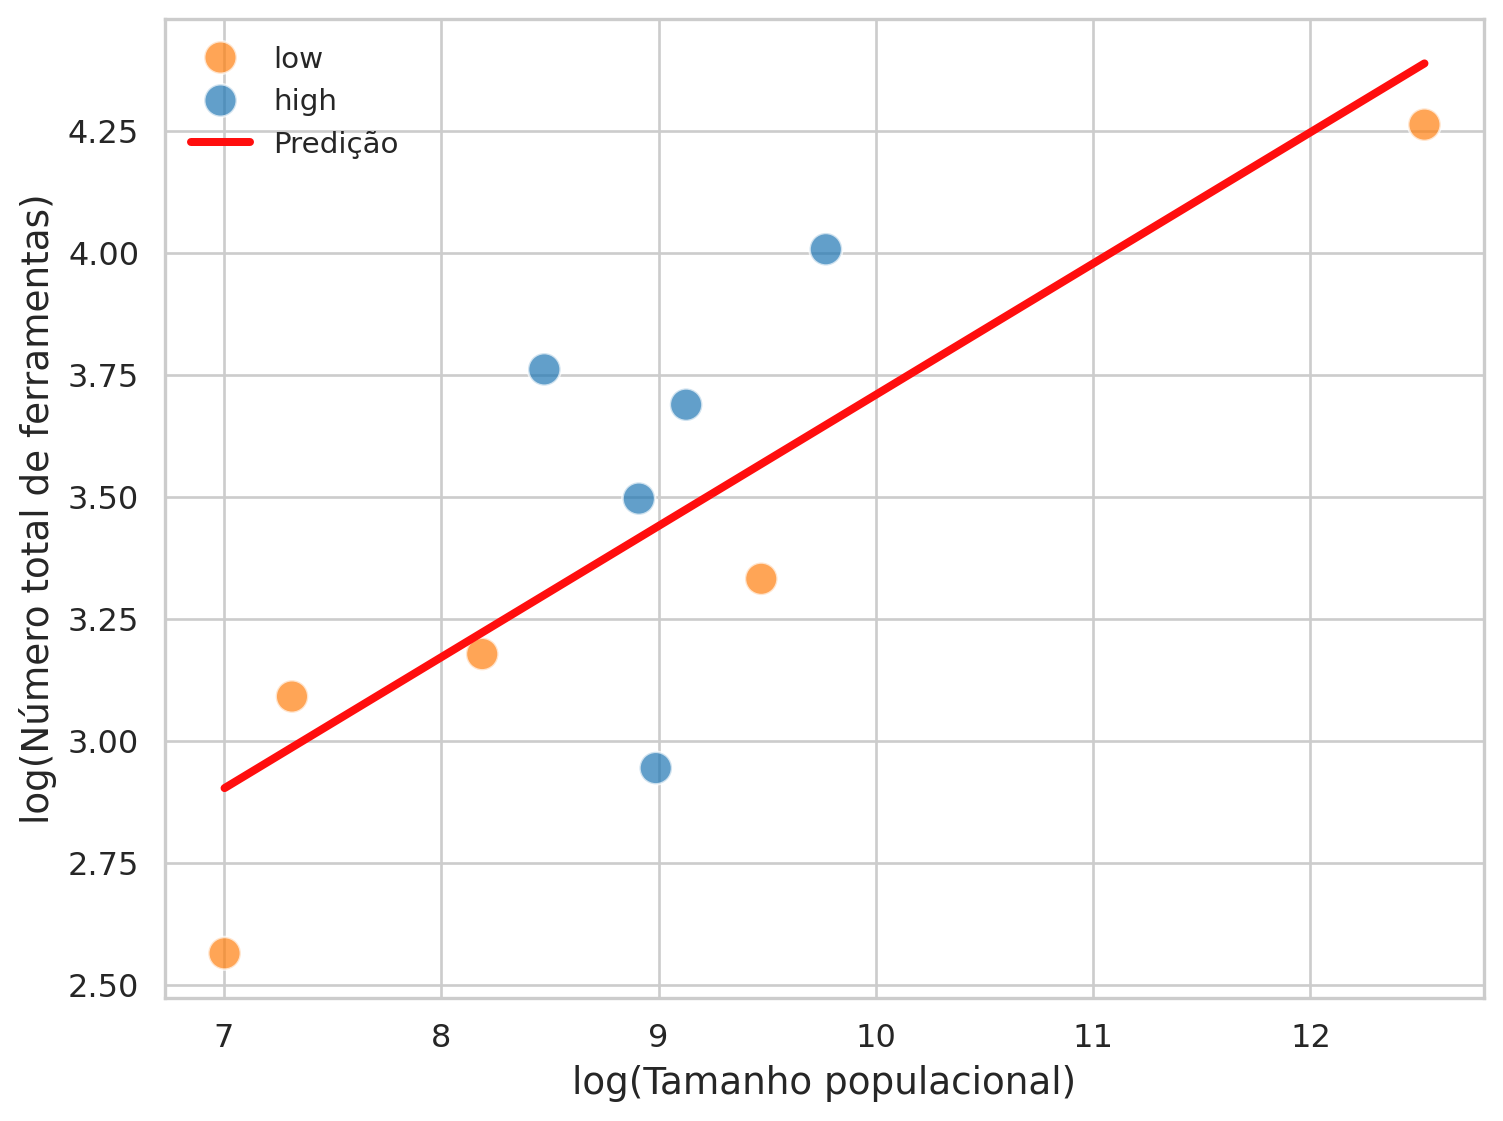 low
high
Predição
log(Número total de ferramentas)
4.25
4.00
3.75
3.50
3.25
3.00
2.75
2.50
7 8 9 10 11 12
log(Tamanho populacional)